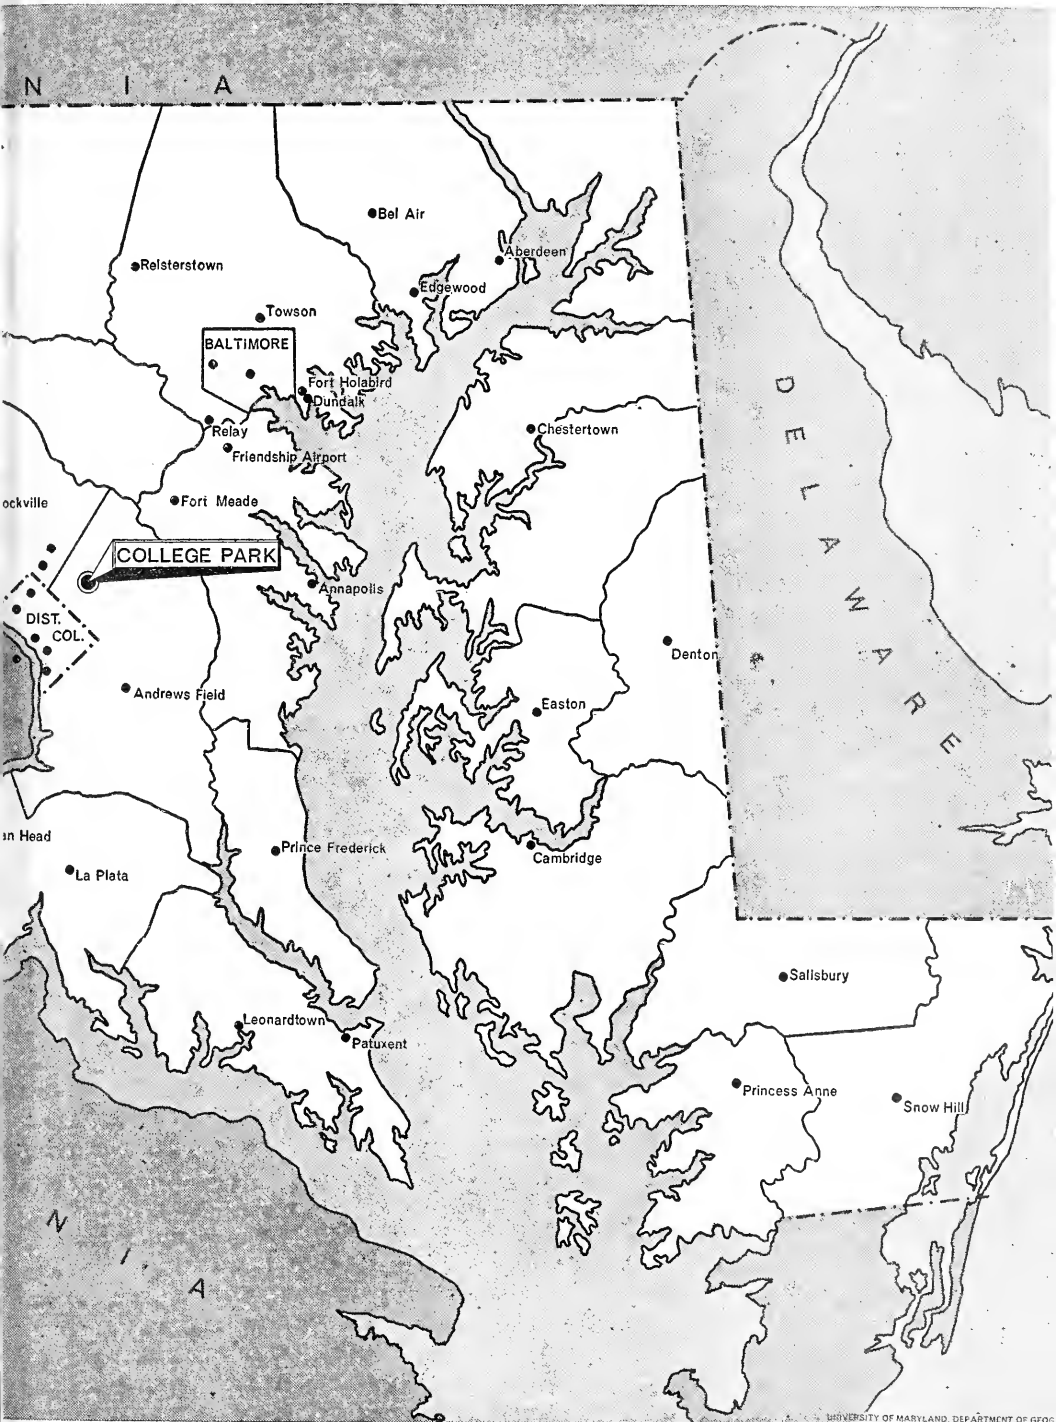 N I A
Bel Air
Aberdeen
Reisterstown
Edgewood
Towson
BALTIMORE
Fort Holabird
Dundalk
Chestertown
Relay
Friendship Airport
Fort Meade
ockville
COLLEGE PARK
Annapolis
DIST.
COL.
DELAWARE
Denton
Andrews Field
Easton
an Head
Prince Frederick
Cambridge
La Plata
Salisbury
Leonardtown
Patuxent
Princess Anne
Snow Hill
N I A
UNIVERSITY OF MARYLAND, DEPARTMENT OF GEO